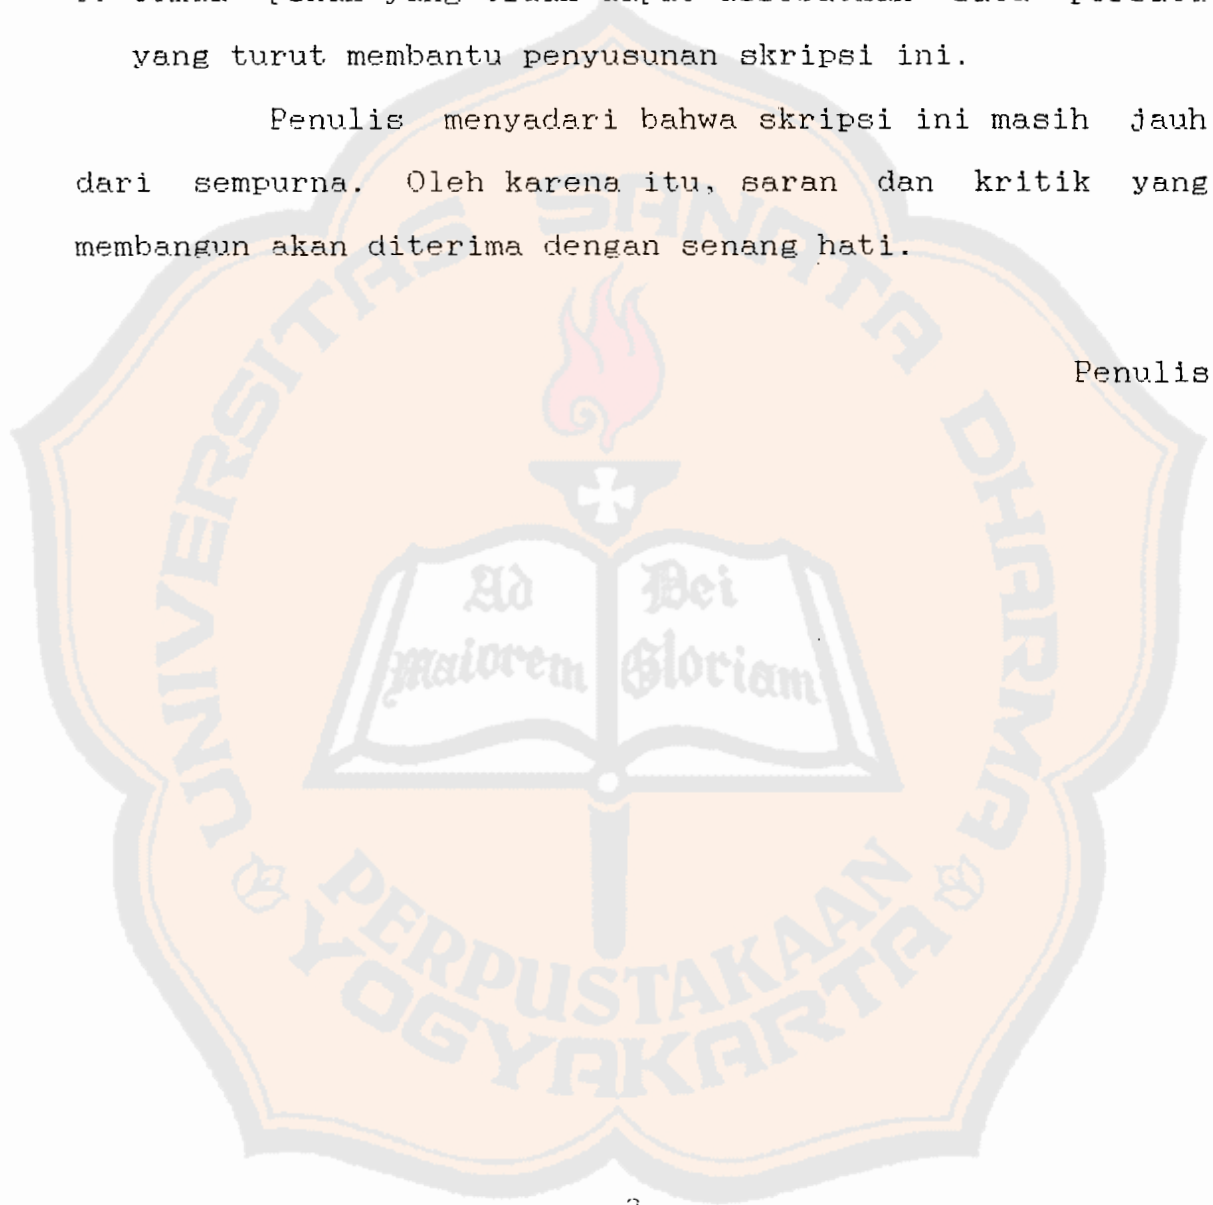 yang turut membantu penyusunan skripsi ini.
Penulis menyadari bahwa skripsi ini masih jauh
dari sempurna. Oleh karena itu, saran dan kritik yang
membangun akan diterima dengan senang hati.
Penulis
UNIVERSITAS SANATA DHARMA
Ad Dei
Maiorem Gloriam
PERPUSTAKAAN
YOGYAKARTA